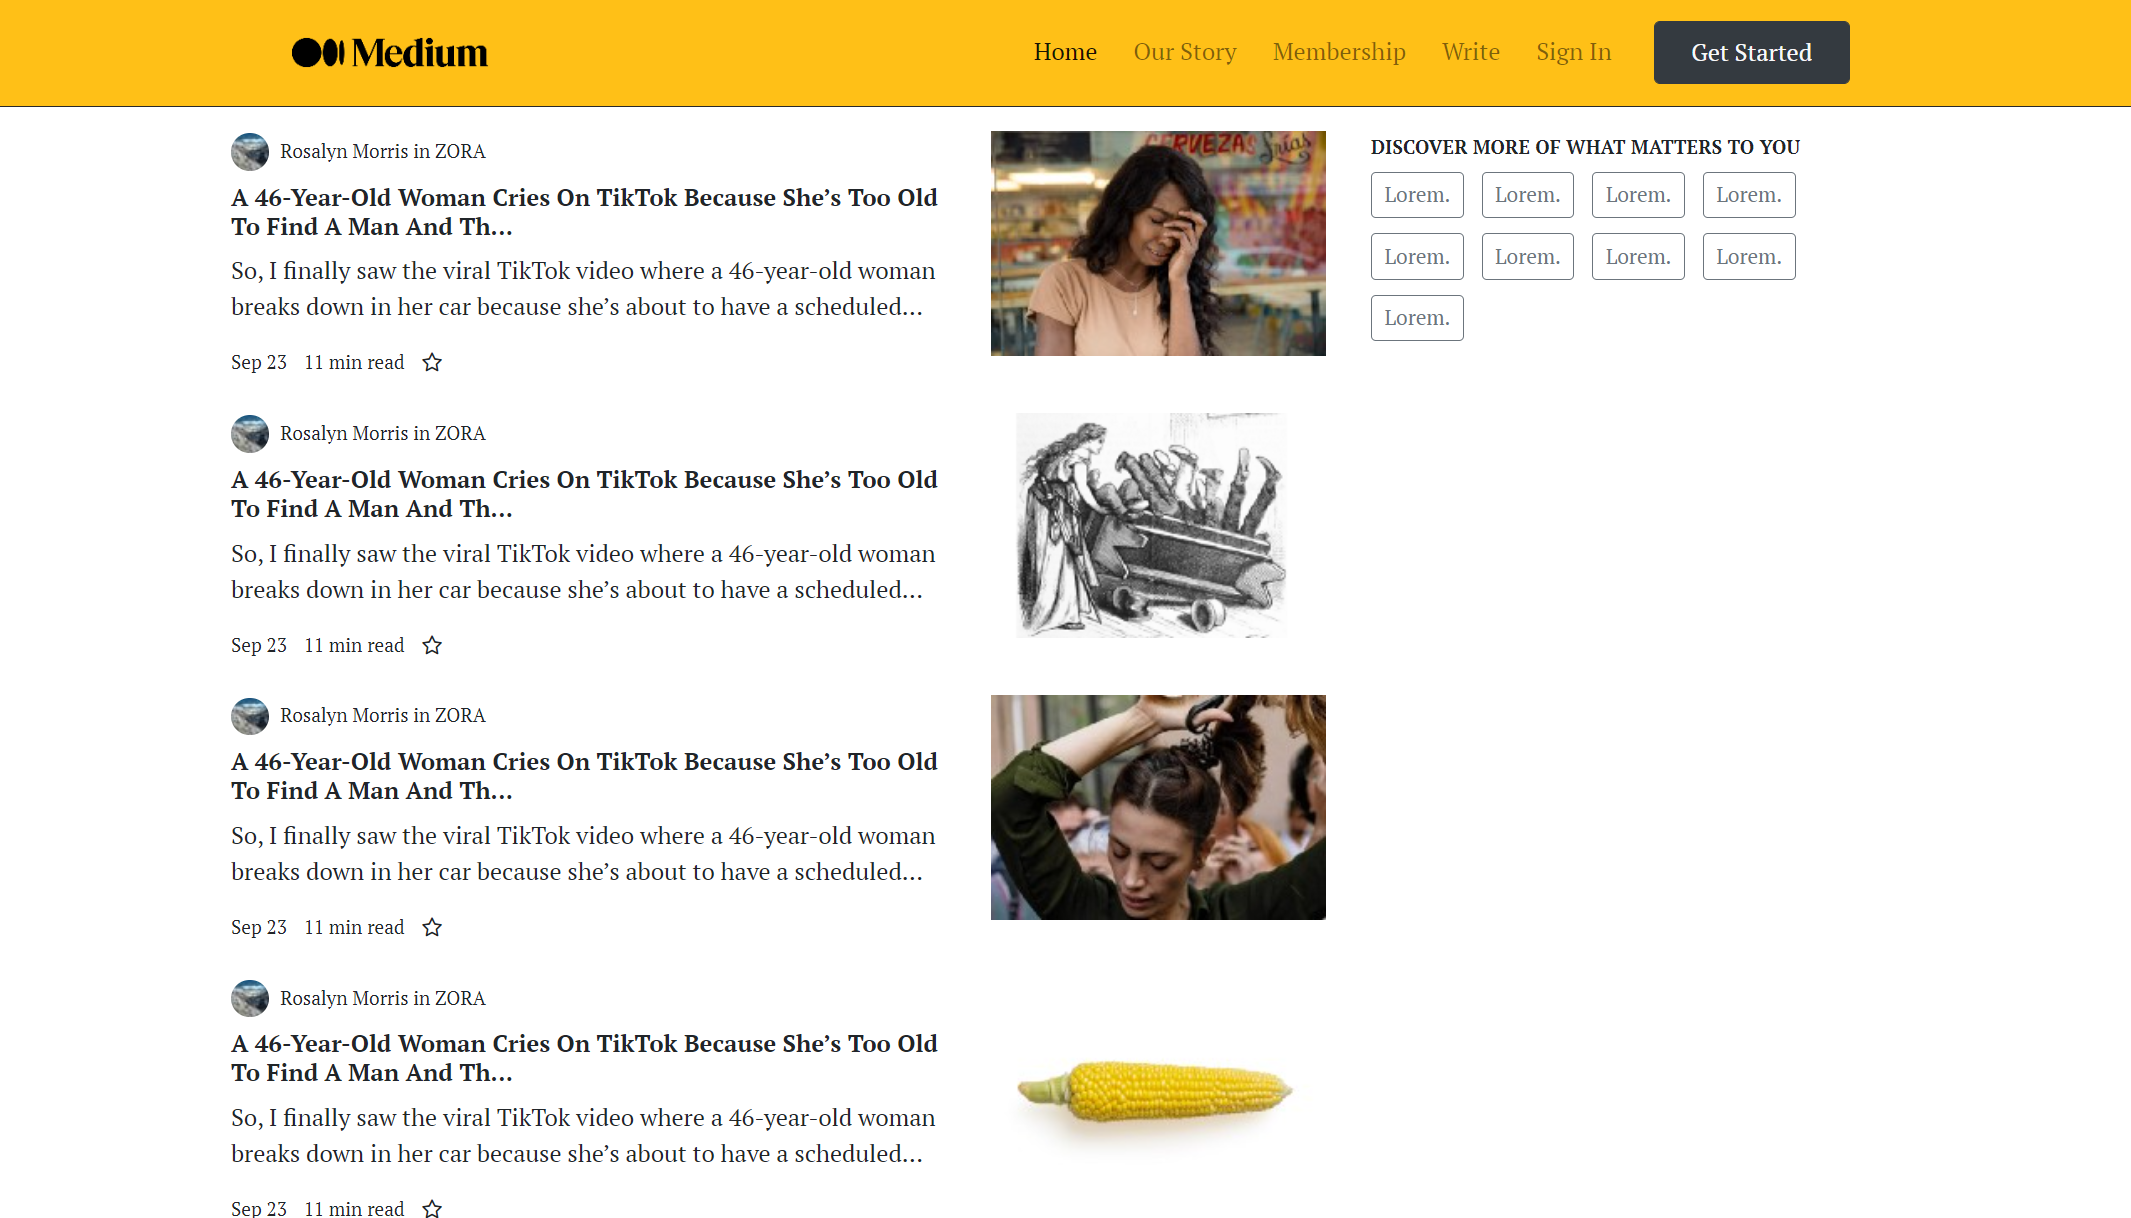 Medium
Home Our Story Membership Write Sign In Get Started
Rosalyn Morris in ZORA
A 46-Year-Old Woman Cries On TikTok Because She’s Too Old
To Find A Man And Th...
So, I finally saw the viral TikTok video where a 46-year-old woman
breaks down in her car because she’s about to have a scheduled...
Sep 23 11 min read
CERVEZAS frías
DISCOVER MORE OF WHAT MATTERS TO YOU
Lorem. Lorem. Lorem. Lorem.
Lorem. Lorem. Lorem. Lorem.
Lorem.
Rosalyn Morris in ZORA
A 46-Year-Old Woman Cries On TikTok Because She’s Too Old
To Find A Man And Th...
So, I finally saw the viral TikTok video where a 46-year-old woman
breaks down in her car because she’s about to have a scheduled...
Sep 23 11 min read
Rosalyn Morris in ZORA
A 46-Year-Old Woman Cries On TikTok Because She’s Too Old
To Find A Man And Th...
So, I finally saw the viral TikTok video where a 46-year-old woman
breaks down in her car because she’s about to have a scheduled...
Sep 23 11 min read
Rosalyn Morris in ZORA
A 46-Year-Old Woman Cries On TikTok Because She’s Too Old
To Find A Man And Th...
So, I finally saw the viral TikTok video where a 46-year-old woman
breaks down in her car because she’s about to have a scheduled...
Sep 23 11 min read